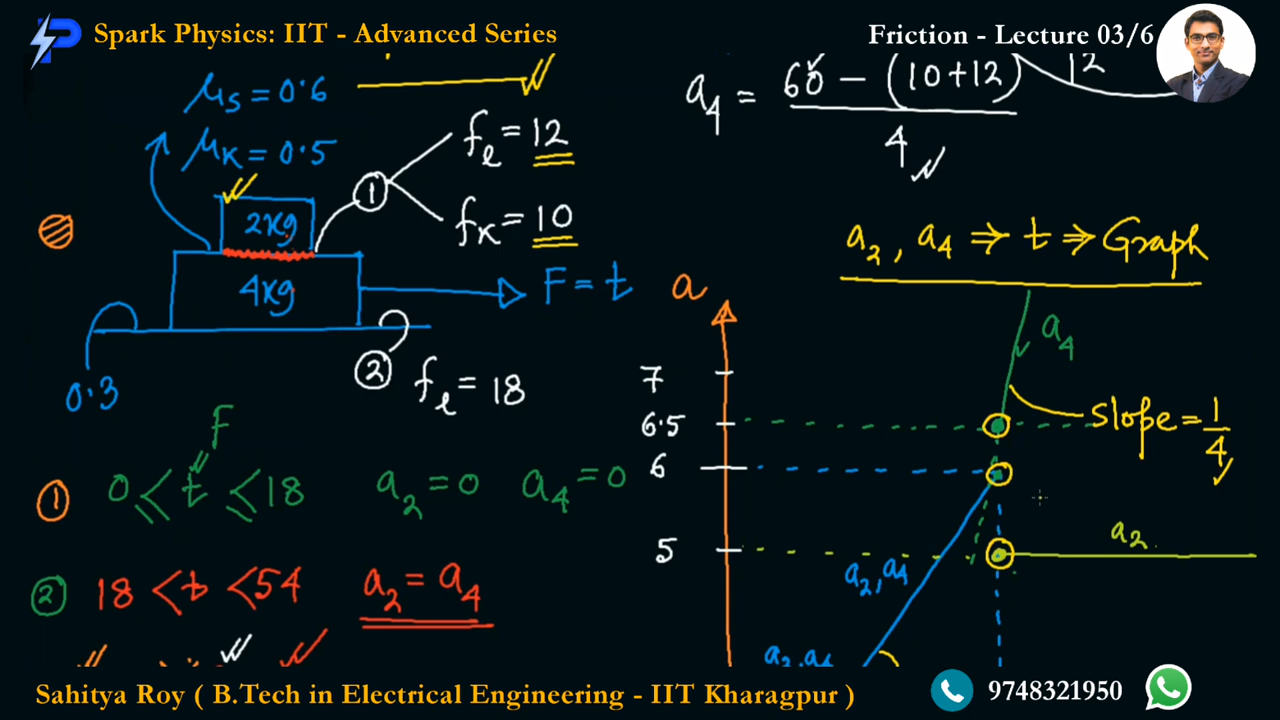 Spark Physics: IIT - Advanced Series
Friction - Lecture 03/6
μs = 0.6
μk = 0.5
2kg
4kg
F = t
0.3
①
fℓ = 12
fk = 10
② fℓ = 18
a₄ = 60 − (10+12) / 4
12
a₂, a₄ ⇒ t ⇒ Graph
a
7
6.5
6
5
a₄
Slope = 1/4
a₂
a₂, a₄
a₂, a₄
F
① 0 ≤ t ≤ 18 a₂ = 0 a₄ = 0
② 18 < t < 54 a₂ = a₄
Sahitya Roy ( B.Tech in Electrical Engineering - IIT Kharagpur )
9748321950